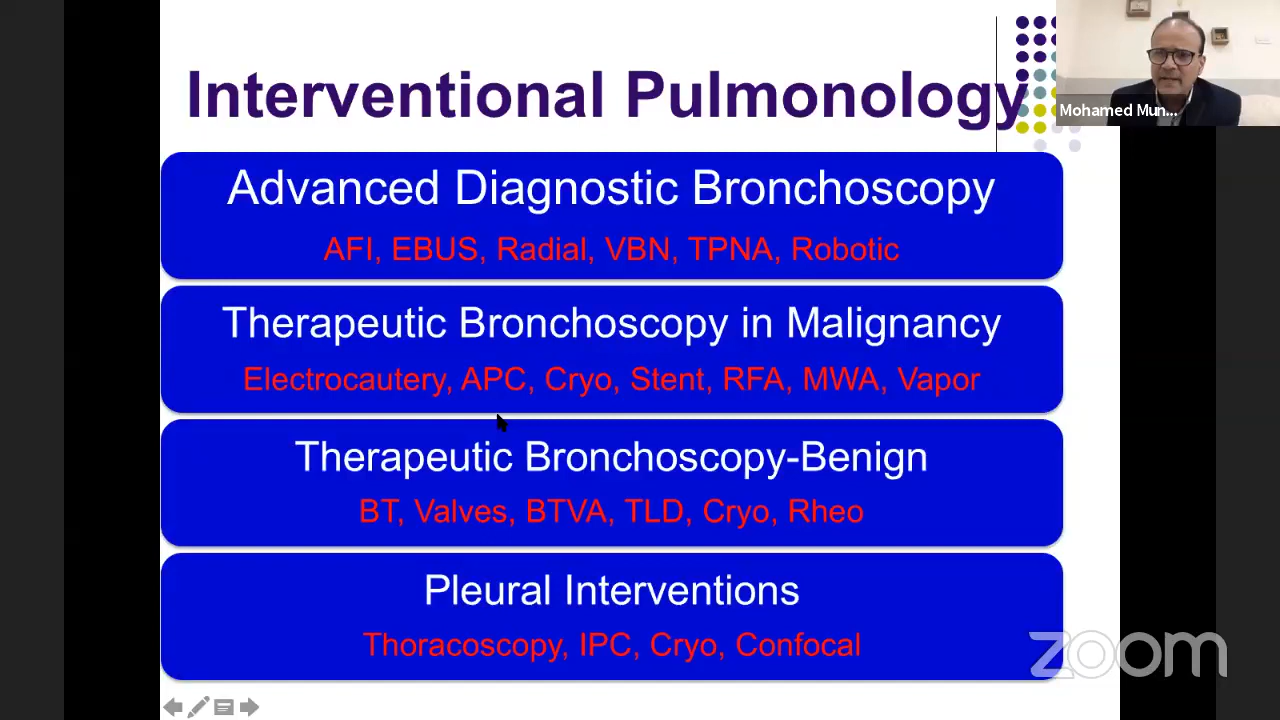 Interventional Pulmonology
Mohamed Mun...
Advanced Diagnostic Bronchoscopy
AFI, EBUS, Radial, VBN, TPNA, Robotic
Therapeutic Bronchoscopy in Malignancy
Electrocautery, APC, Cryo, Stent, RFA, MWA, Vapor
Therapeutic Bronchoscopy-Benign
BT, Valves, BTVA, TLD, Cryo, Rheo
Pleural Interventions
Thoracoscopy, IPC, Cryo, Confocal
zoom